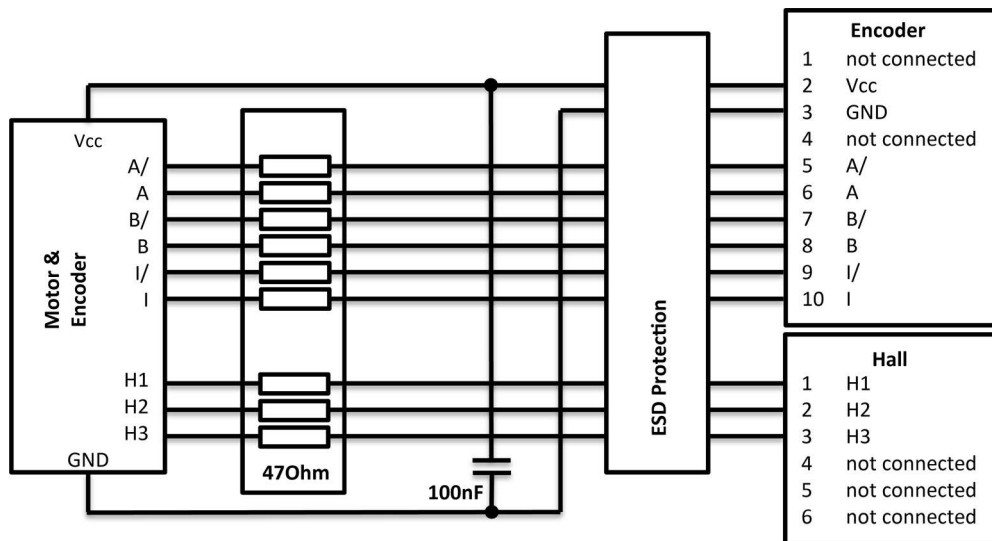 Motor &
Encoder
Vcc
A/
A
B/
B
I/
I
H1
H2
H3
GND
47Ohm
100nF
ESD Protection
Encoder
1 not connected
2 Vcc
3 GND
4 not connected
5 A/
6 A
7 B/
8 B
9 I/
10 I
Hall
1 H1
2 H2
3 H3
4 not connected
5 not connected
6 not connected